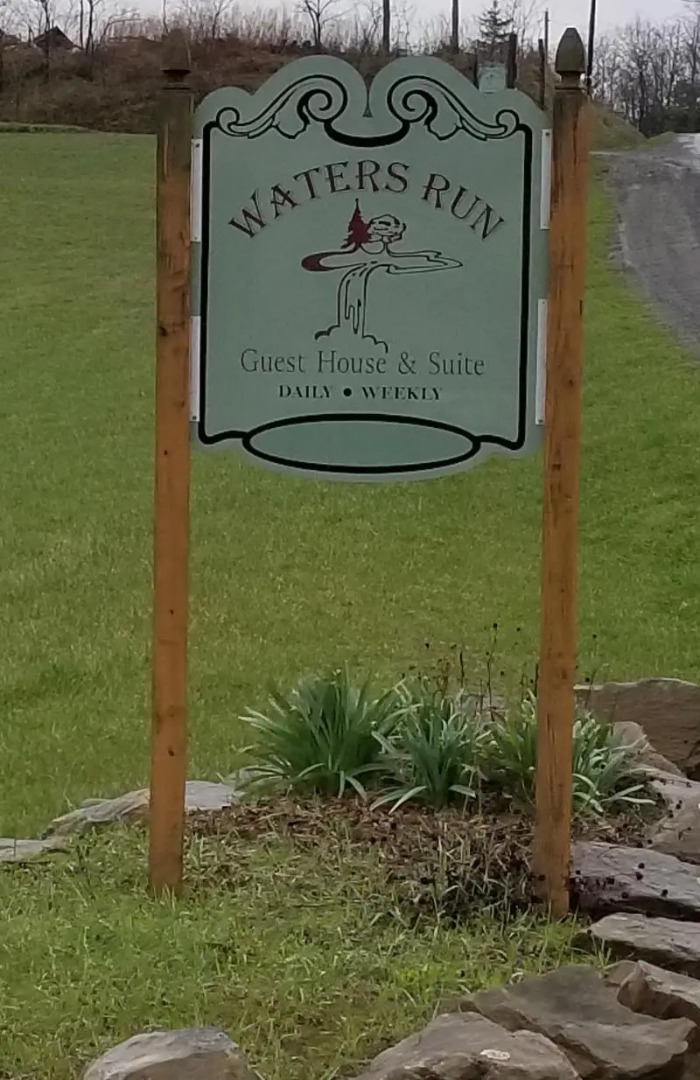 WATERS RUN
Guest House & Suite
DAILY • WEEKLY